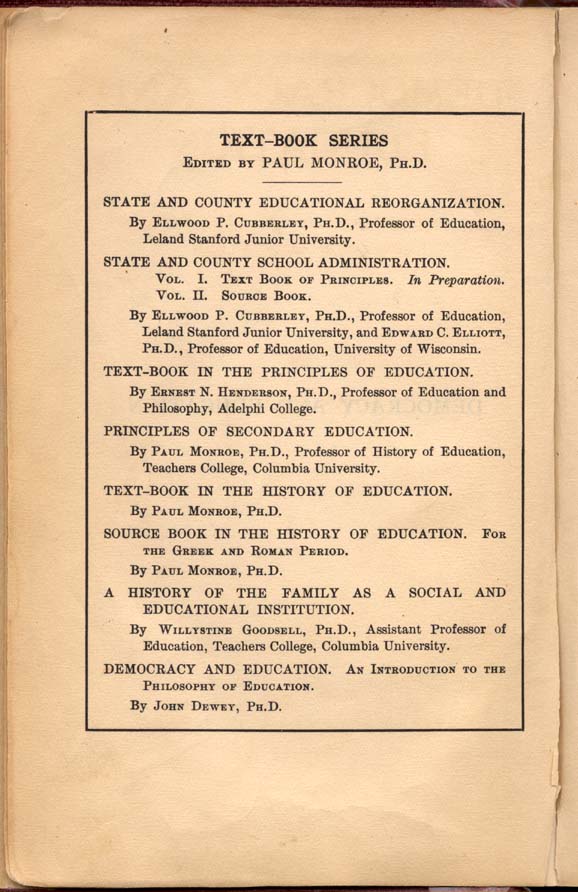 TEXT–BOOK SERIES
EDITED BY PAUL MONROE, PH.D.
STATE AND COUNTY EDUCATIONAL REORGANIZATION.
By ELLWOOD P. CUBBERLEY, PH.D., Professor of Education,
Leland Stanford Junior University.
STATE AND COUNTY SCHOOL ADMINISTRATION.
VOL. I. TEXT BOOK OF PRINCIPLES. In Preparation.
VOL. II. SOURCE BOOK.
By ELLWOOD P. CUBBERLEY, PH.D., Professor of Education,
Leland Stanford Junior University, and EDWARD C. ELLIOTT,
PH.D., Professor of Education, University of Wisconsin.
TEXT–BOOK IN THE PRINCIPLES OF EDUCATION.
By ERNEST N. HENDERSON, PH.D., Professor of Education and
Philosophy, Adelphi College.
PRINCIPLES OF SECONDARY EDUCATION.
By PAUL MONROE, PH.D., Professor of History of Education,
Teachers College, Columbia University.
TEXT–BOOK IN THE HISTORY OF EDUCATION.
By PAUL MONROE, PH.D.
SOURCE BOOK IN THE HISTORY OF EDUCATION. FOR
THE GREEK AND ROMAN PERIOD.
By PAUL MONROE, PH.D.
A HISTORY OF THE FAMILY AS A SOCIAL AND
EDUCATIONAL INSTITUTION.
By WILLYSTINE GOODSELL, PH.D., Assistant Professor of
Education, Teachers College, Columbia University.
DEMOCRACY AND EDUCATION. AN INTRODUCTION TO THE
PHILOSOPHY OF EDUCATION.
By JOHN DEWEY, PH.D.